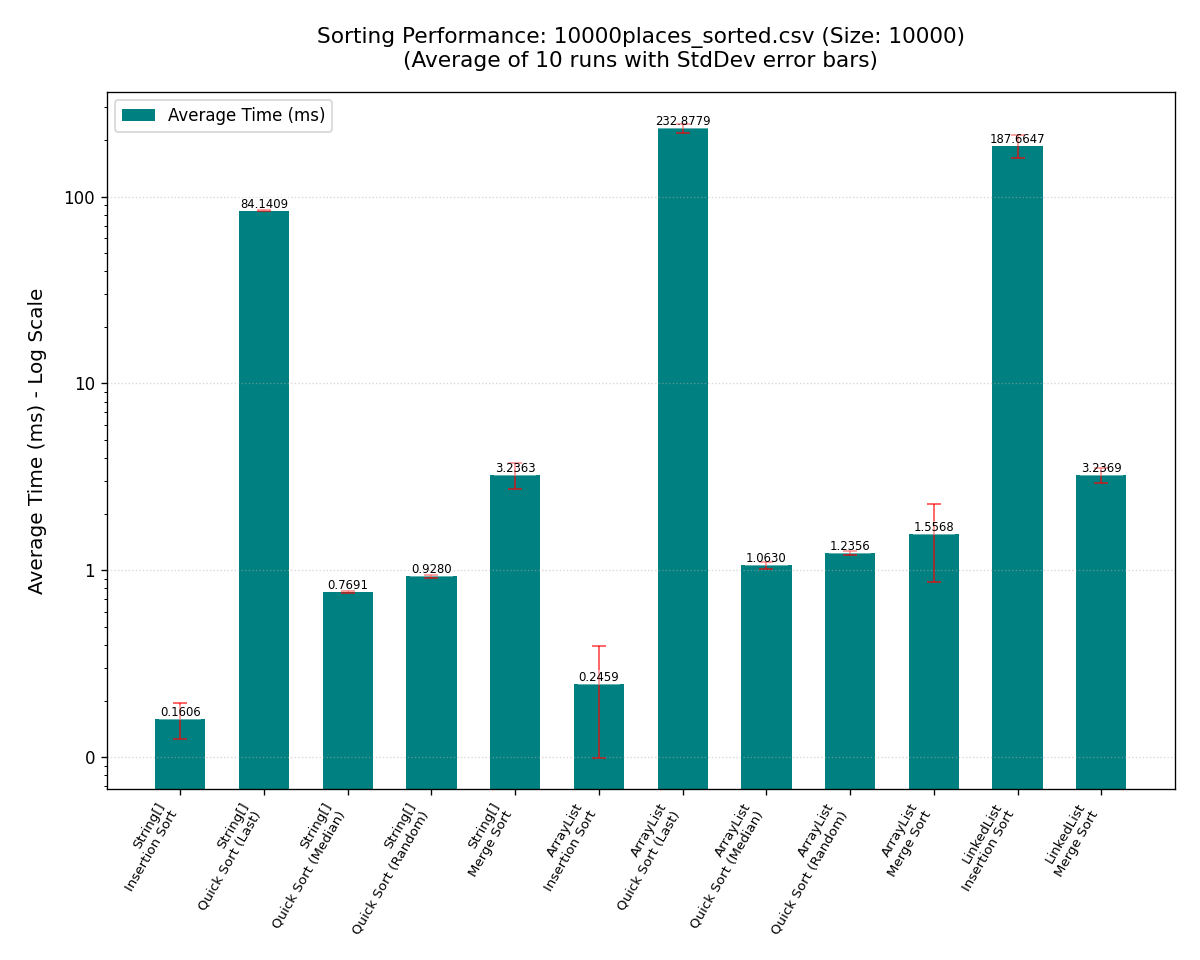 Sorting Performance: 10000places_sorted.csv (Size: 10000)
(Average of 10 runs with StdDev error bars)
Average Time (ms)
Average Time (ms) - Log Scale
100
10
1
0
0.1606
84.1409
0.7691
0.9280
3.2363
0.2459
232.8779
1.0630
1.2356
1.5568
187.6647
3.2369
String[]
Insertion Sort
String[]
Quick Sort (Last)
String[]
Quick Sort (Median)
String[]
Quick Sort (Random)
String[]
Merge Sort
ArrayList
Insertion Sort
ArrayList
Quick Sort (Last)
ArrayList
Quick Sort (Median)
ArrayList
Quick Sort (Random)
ArrayList
Merge Sort
LinkedList
Insertion Sort
LinkedList
Merge Sort